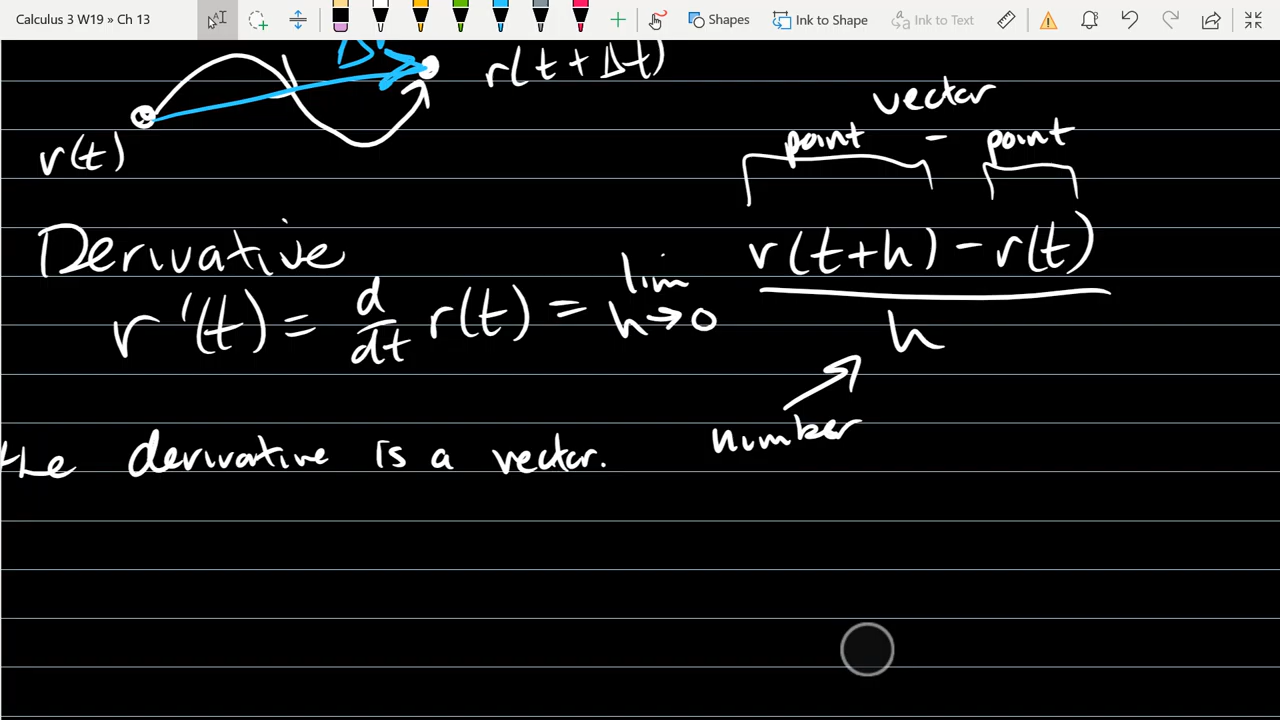 Calculus 3 W19 » Ch 13
Shapes
Ink to Shape
Ink to Text
r(t + Δt)
r(t)
vector
point - point
Derivative
r'(t) = d/dt r(t) = lim h→0 r(t+h) - r(t) / h
number
the derivative is a vector.